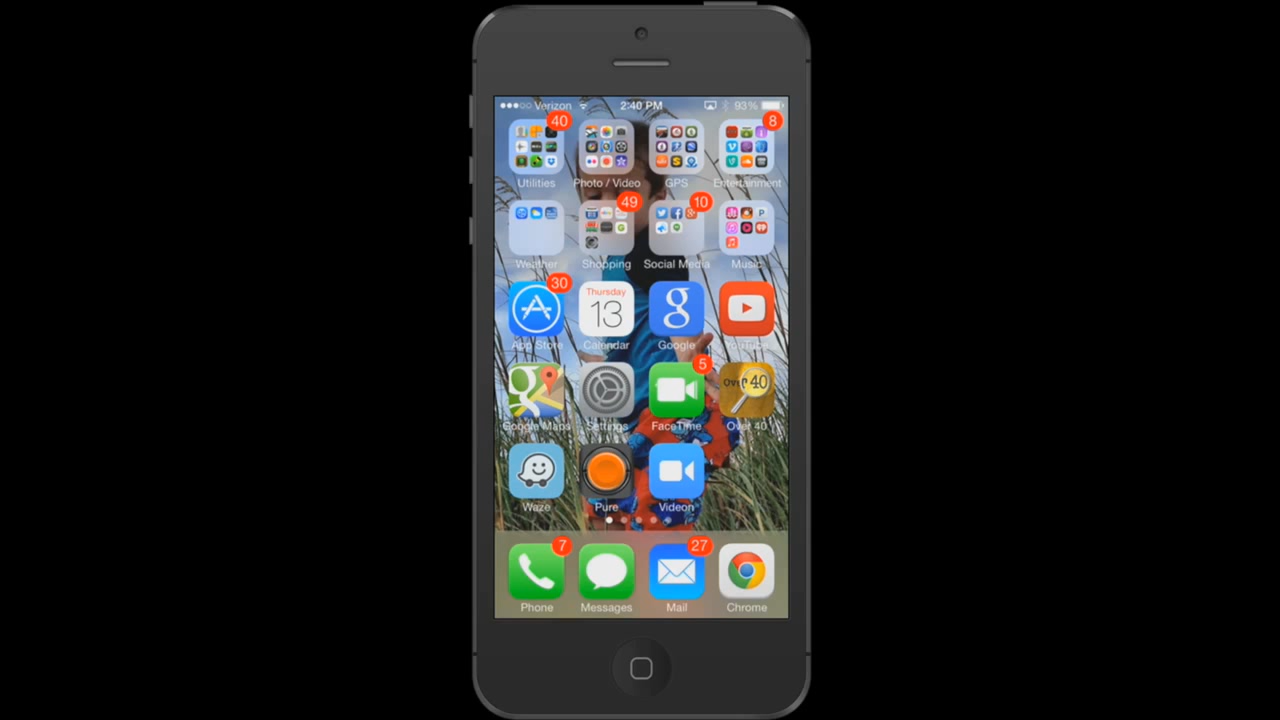 Verizon 2:40 PM 93%
40 8
Utilities Photo / Video GPS Entertainment
49 10
Weather Shopping Social Media Music
30 Thursday
13 g
App Store Calendar Google YouTube
5
g Over 40
Google Maps Settings FaceTime Over 40
Waze Pure Videon
7 27
Phone Messages Mail Chrome